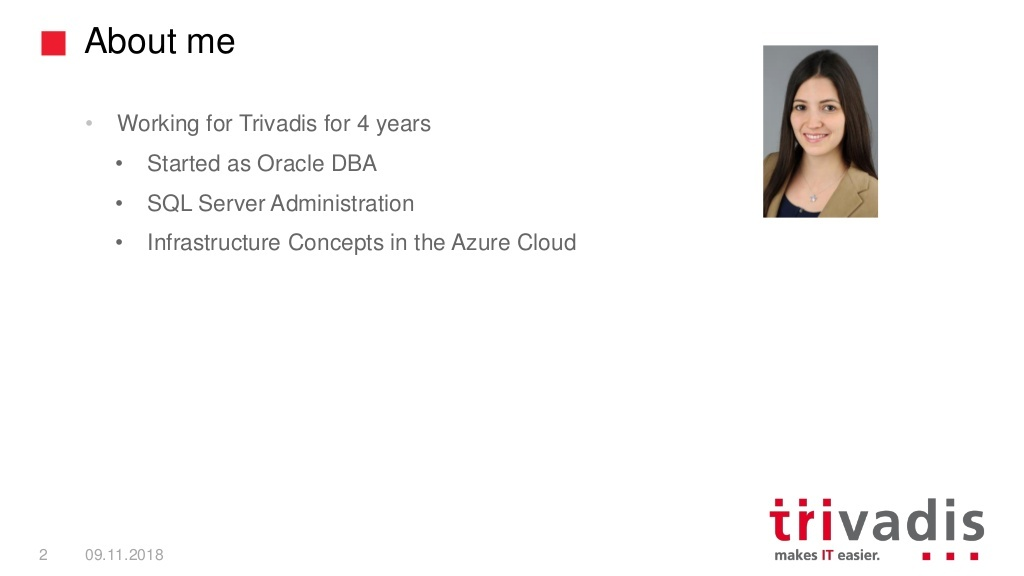 About me
• Working for Trivadis for 4 years
• Started as Oracle DBA
• SQL Server Administration
• Infrastructure Concepts in the Azure Cloud
trivadis
makes IT easier.
2 09.11.2018